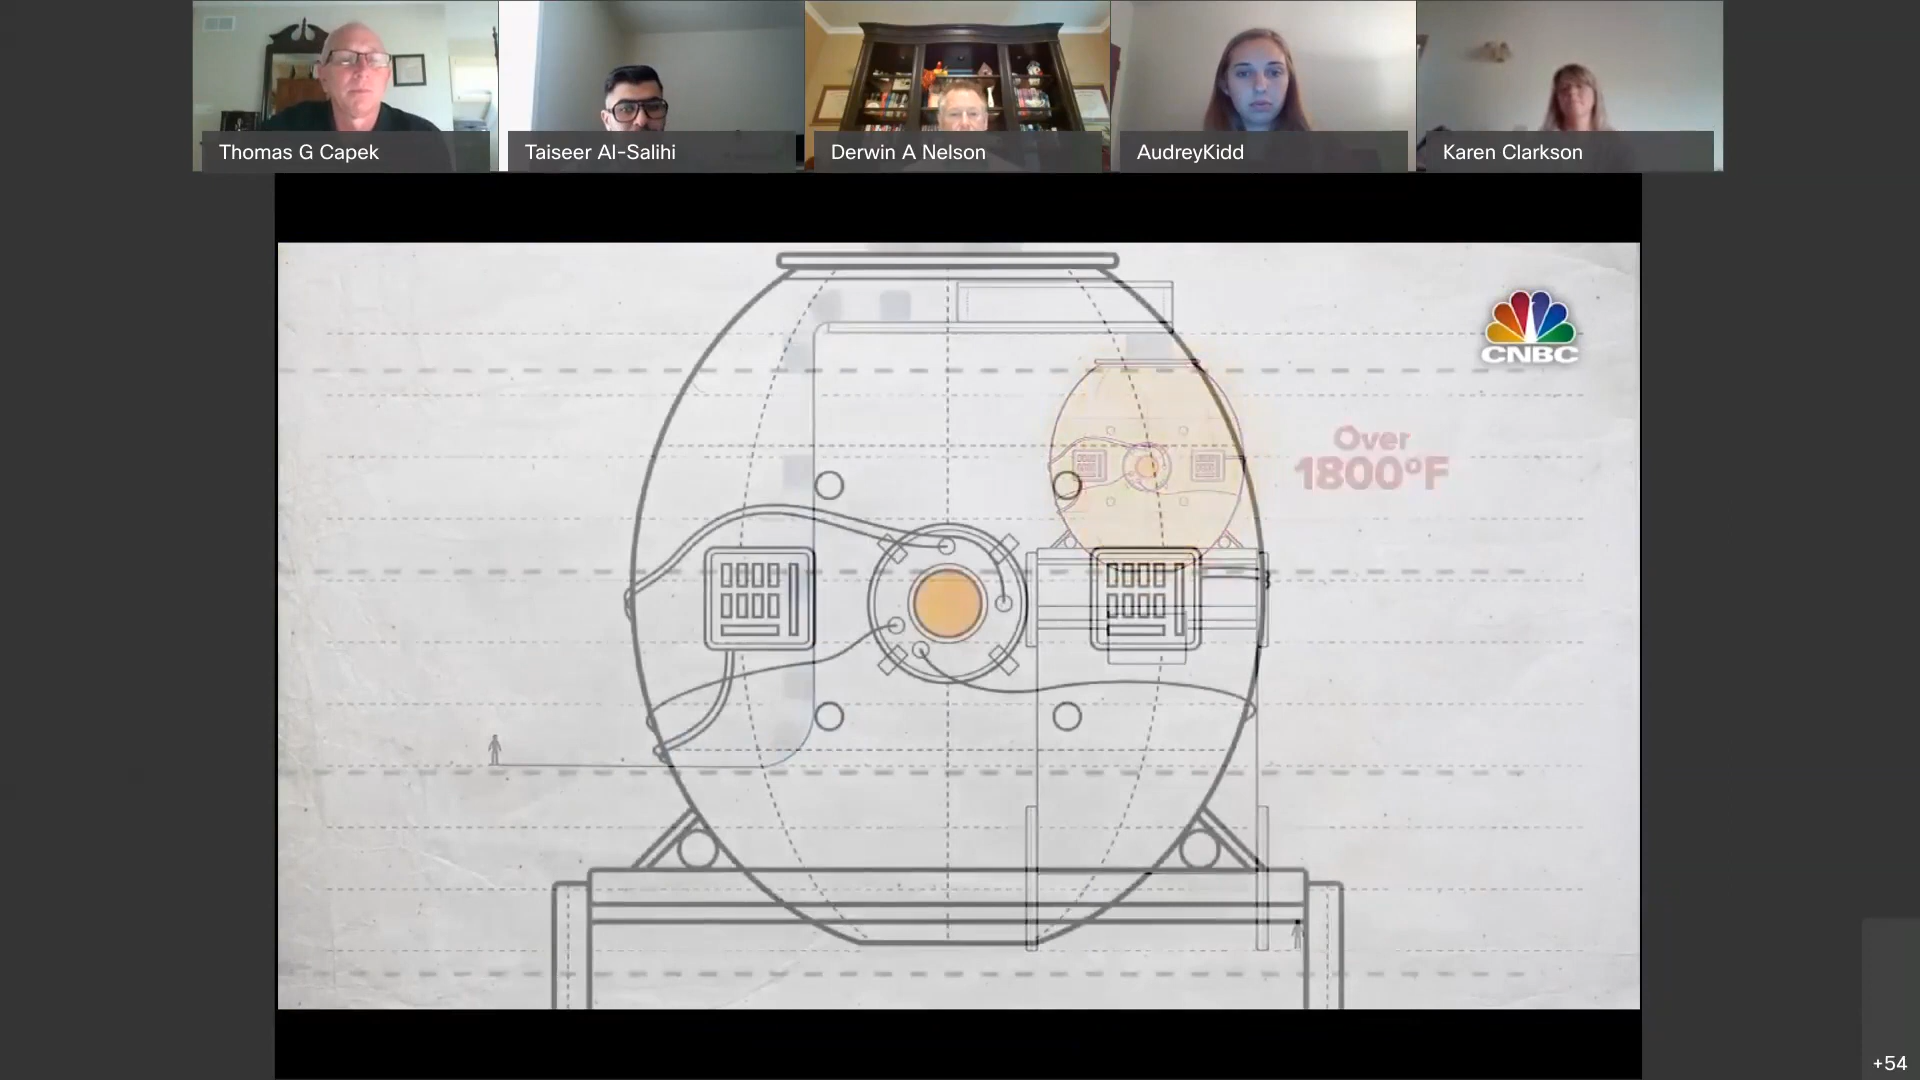 Thomas G Capek
Taiseer Al-Salihi
Derwin A Nelson
AudreyKidd
Karen Clarkson
CNBC
Over
1800°F
+54